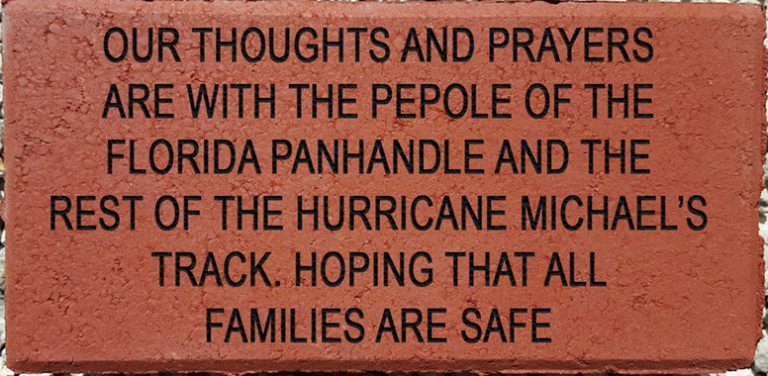 OUR THOUGHTS AND PRAYERS
ARE WITH THE PEPOLE OF THE
FLORIDA PANHANDLE AND THE
REST OF THE HURRICANE MICHAEL'S
TRACK. HOPING THAT ALL
FAMILIES ARE SAFE